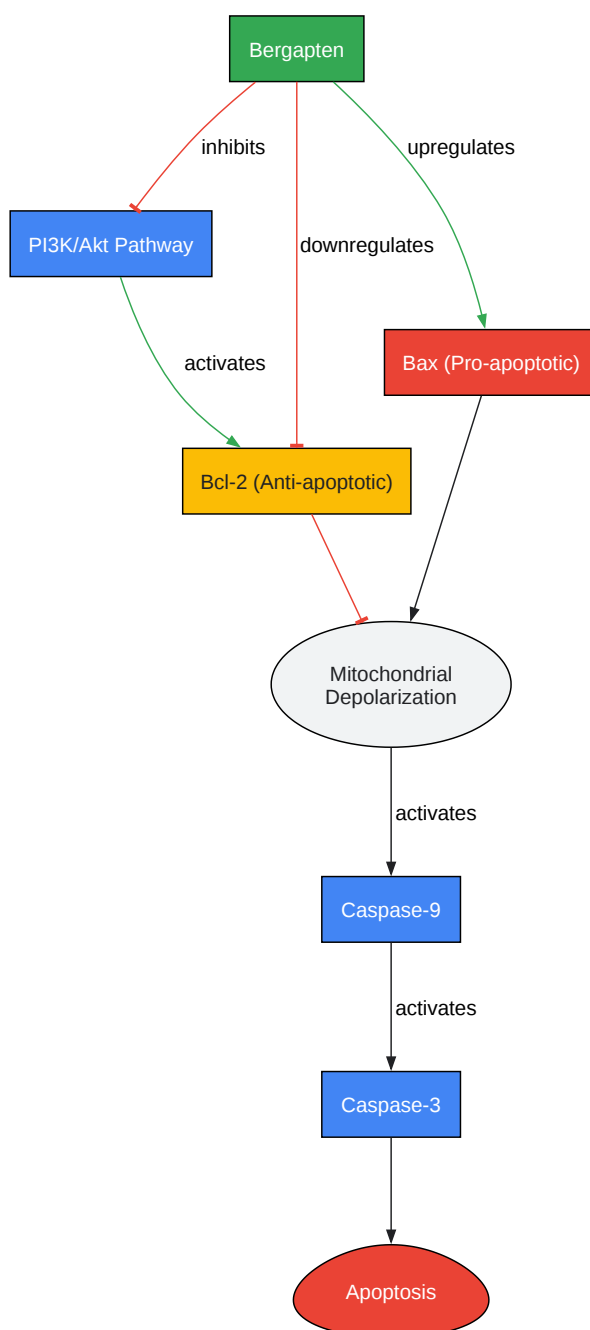 Bergapten
inhibits
upregulates
PI3K/Akt Pathway
downregulates
activates
Bax (Pro-apoptotic)
Bcl-2 (Anti-apoptotic)
Mitochondrial
Depolarization
activates
Caspase-9
activates
Caspase-3
Apoptosis